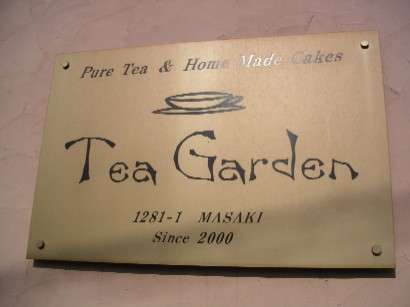 Pure Tea & Home Made Cakes
Tea Garden
1281-1 MASAKI
Since 2000